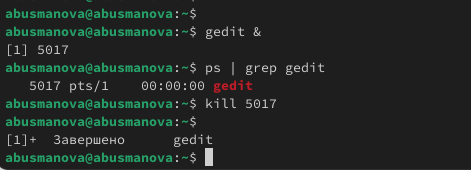 abusmanova@abusmanova:~$
abusmanova@abusmanova:~$ gedit &
[1] 5017
abusmanova@abusmanova:~$ ps | grep gedit
   5017 pts/1    00:00:00 gedit
abusmanova@abusmanova:~$ kill 5017
abusmanova@abusmanova:~$
[1]+  Завершено      gedit
abusmanova@abusmanova:~$